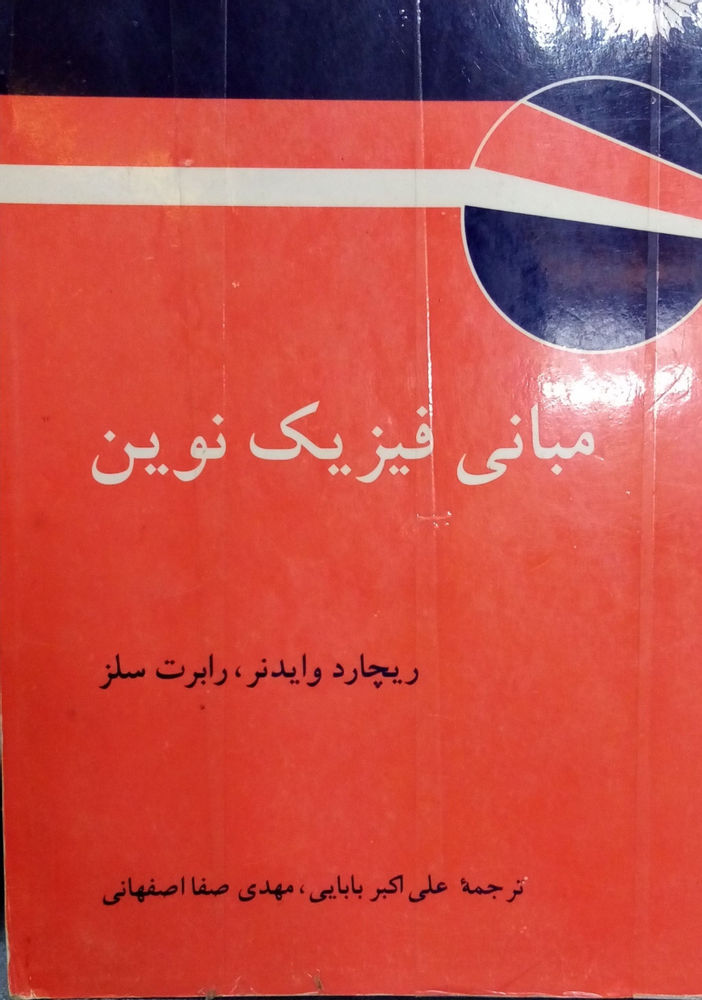 مبانی فیزیک نوین
ریچارد وایدنر، رابرت سلز
ترجمهٔ علی اکبر بابایی، مهدی صفا اصفهانی